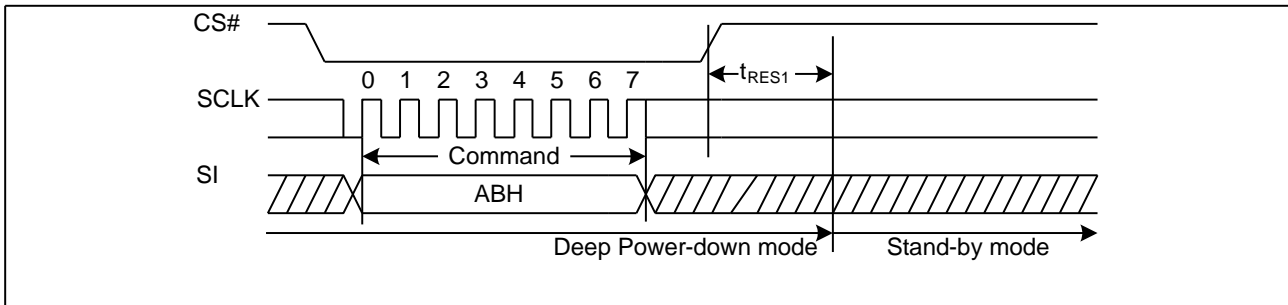 CS#
tRES1
0 1 2 3 4 5 6 7
SCLK
Command
SI
ABH
Deep Power-down mode Stand-by mode